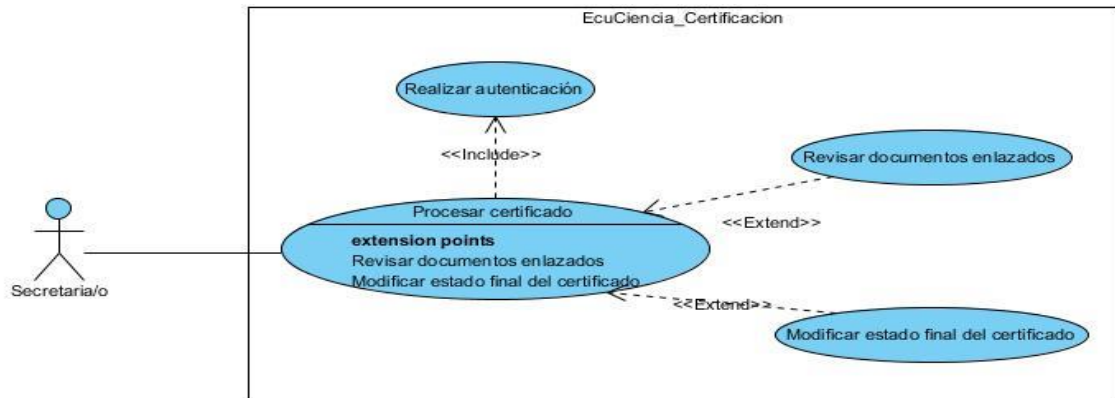 EcuCiencia_Certificacion
Realizar autenticación
<<Include>>
Revisar documentos enlazados
<<Extend>>
Procesar certificado
extension points
Revisar documentos enlazados
Modificar estado final del certificado
Secretaria/o
<<Extend>>
Modificar estado final del certificado